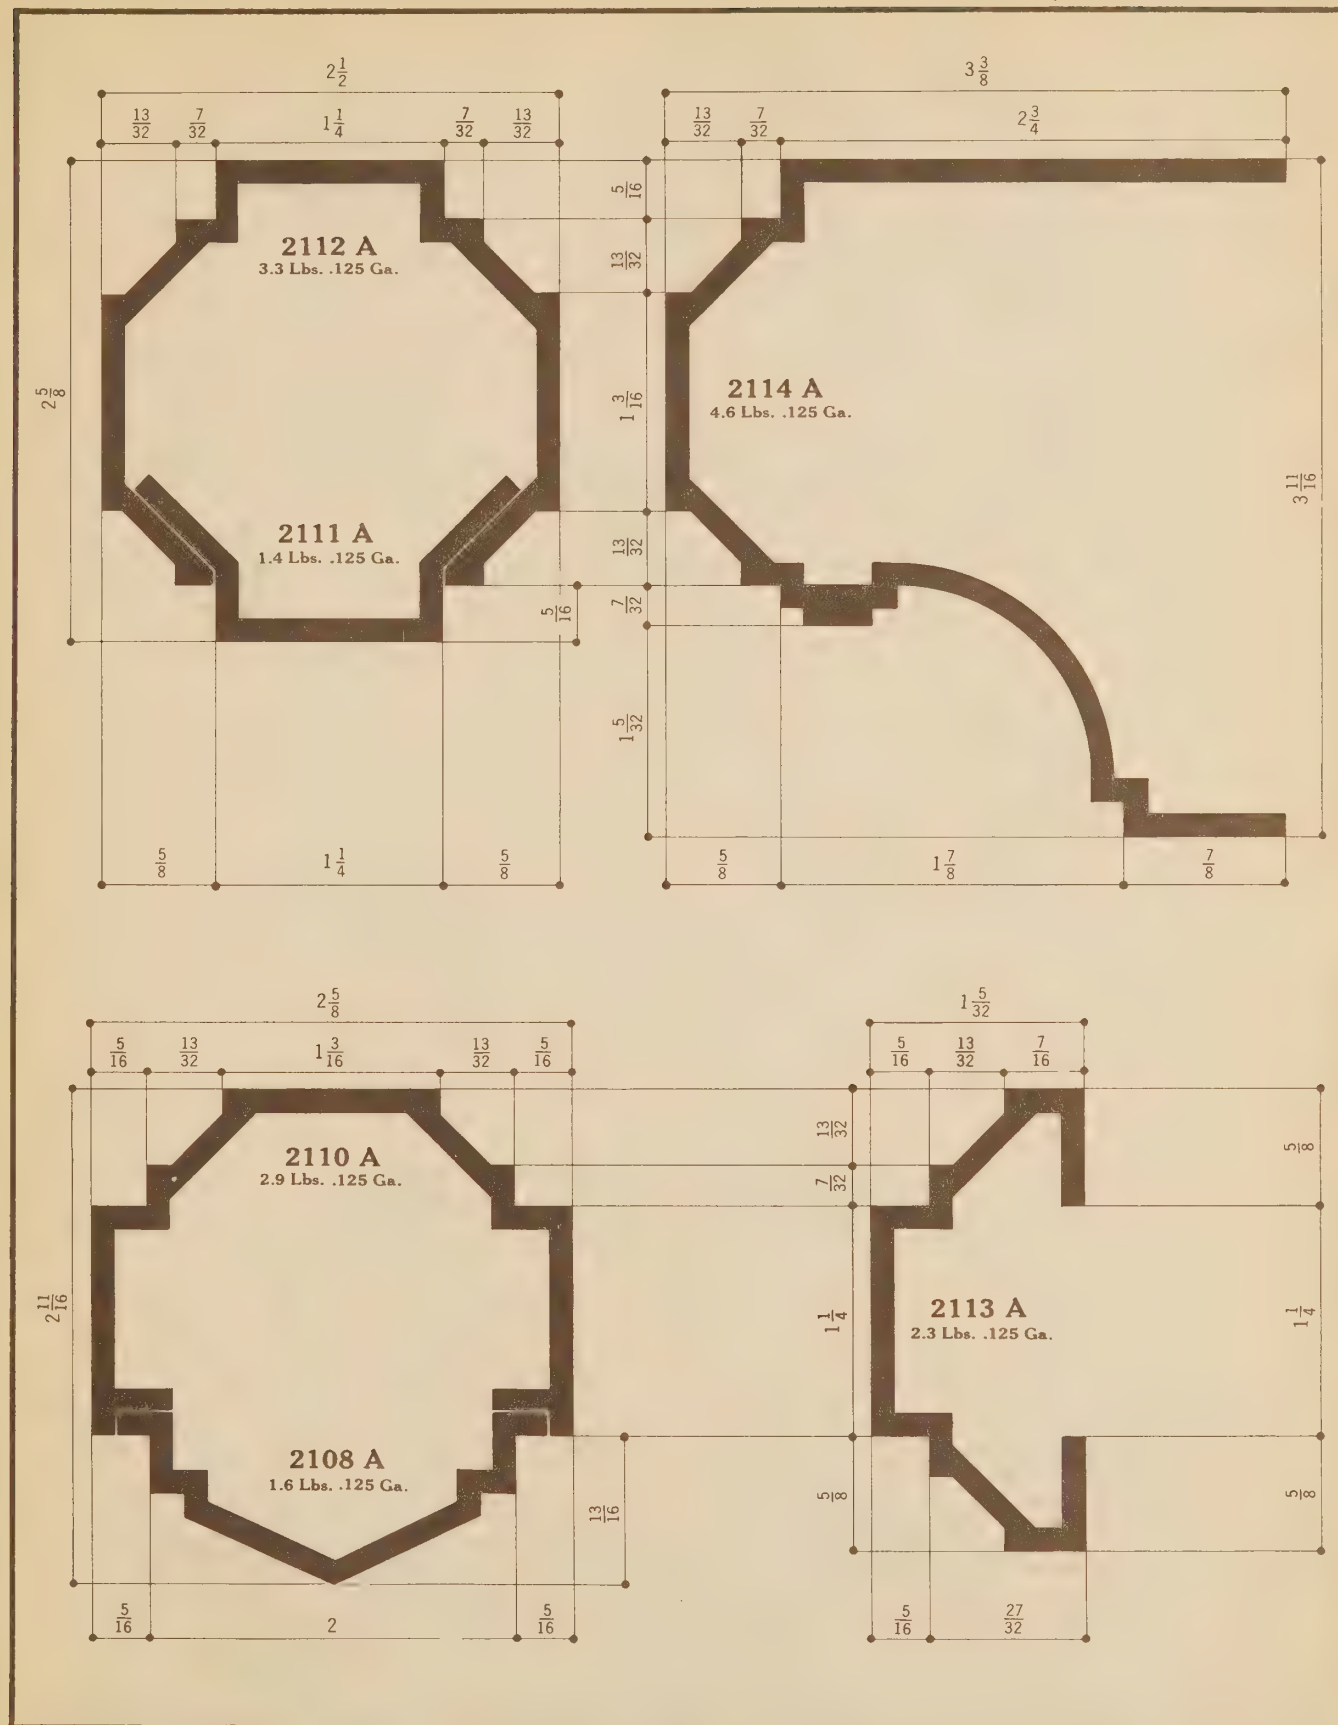 2 1/2
3 3/8
13/32 7/32 1 1/4 7/32 13/32
13/32 7/32 2 3/4
5/16
2112 A
3.3 Lbs. .125 Ga.
13/32
2 5/8
1 3/16
2114 A
4.6 Lbs. .125 Ga.
3 11/16
2111 A
1.4 Lbs. .125 Ga.
13/32
5/16
7/32
1 5/32
5/8 1 1/4 5/8
5/8 1 7/8 7/8
2 5/8
1 5/32
5/16 13/32 1 3/16 13/32 5/16
5/16 13/32 7/16
13/32
5/8
2110 A
2.9 Lbs. .125 Ga.
7/32
2 11/16
1 1/4
2113 A
2.3 Lbs. .125 Ga.
1 1/4
2108 A
1.6 Lbs. .125 Ga.
13/16
5/8
5/8
5/16 2 5/16
5/16 27/32